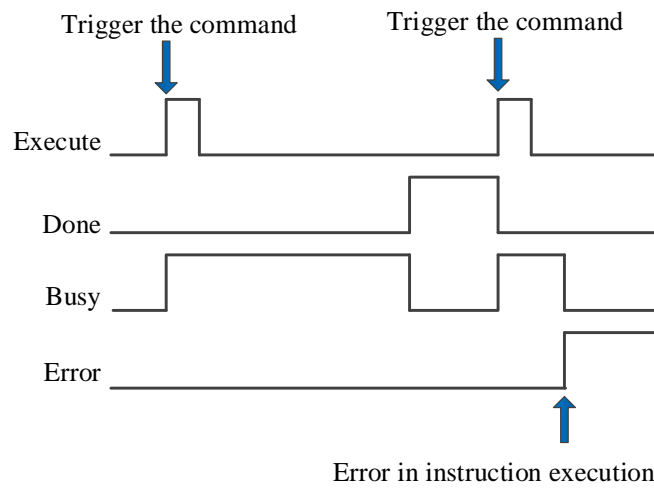 Trigger the command
Trigger the command
Execute
Done
Busy
Error
Error in instruction execution